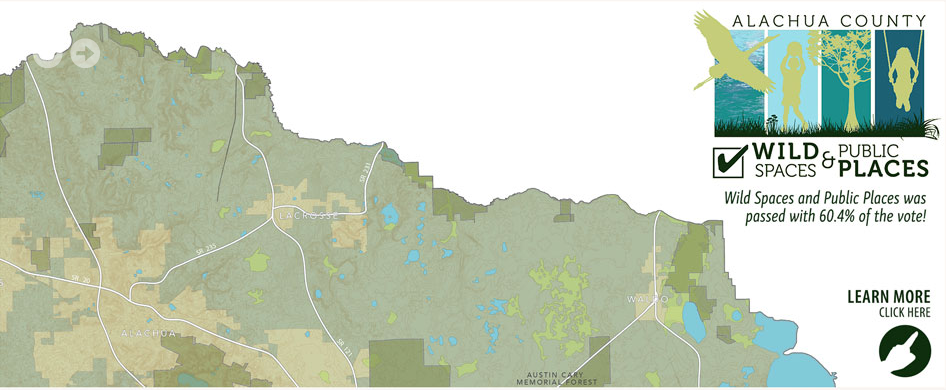 ALACHUA COUNTY
WILD SPACES & PUBLIC PLACES
Wild Spaces and Public Places was
passed with 60.4% of the vote!
LEARN MORE
CLICK HERE
SR 231
LACROSSE
SR 235
SR 20
ALACHUA
SR 121
WALDO
AUSTIN CARY
MEMORIAL FOREST